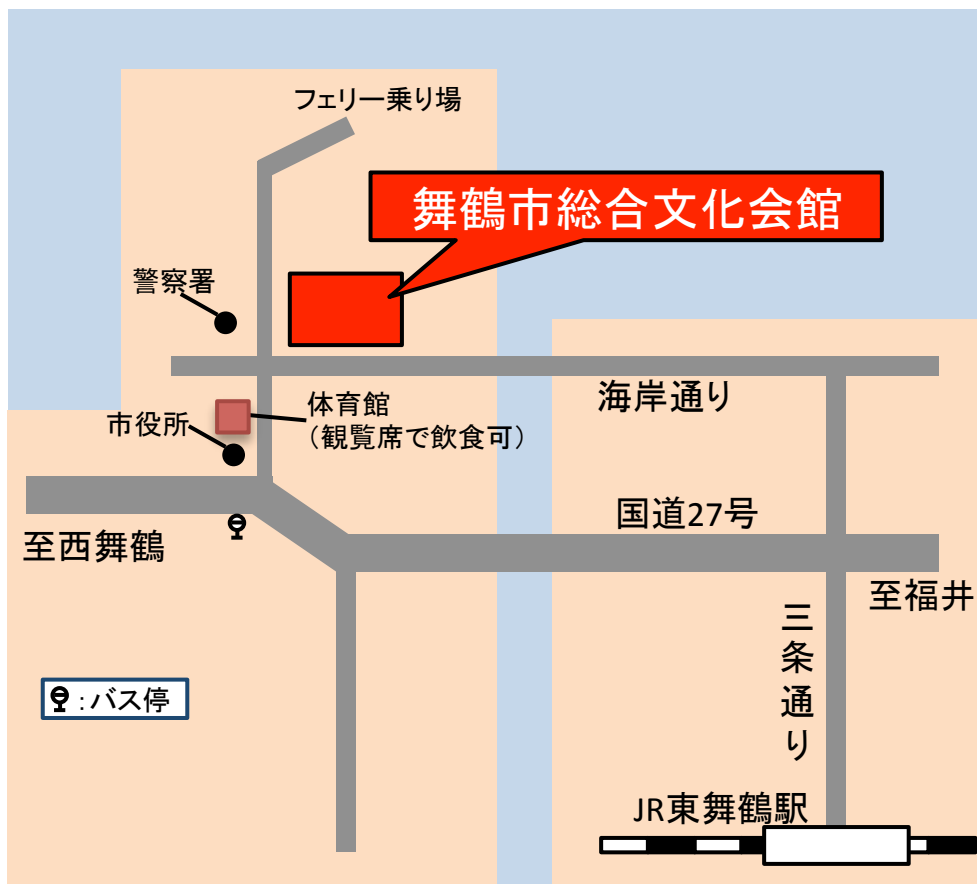 フェリー乗り場
舞鶴市総合文化会館
警察署
海岸通り
体育館
（観覧席で飲食可）
市役所
国道27号
至西舞鶴
至福井
三条通り
：バス停
JR東舞鶴駅